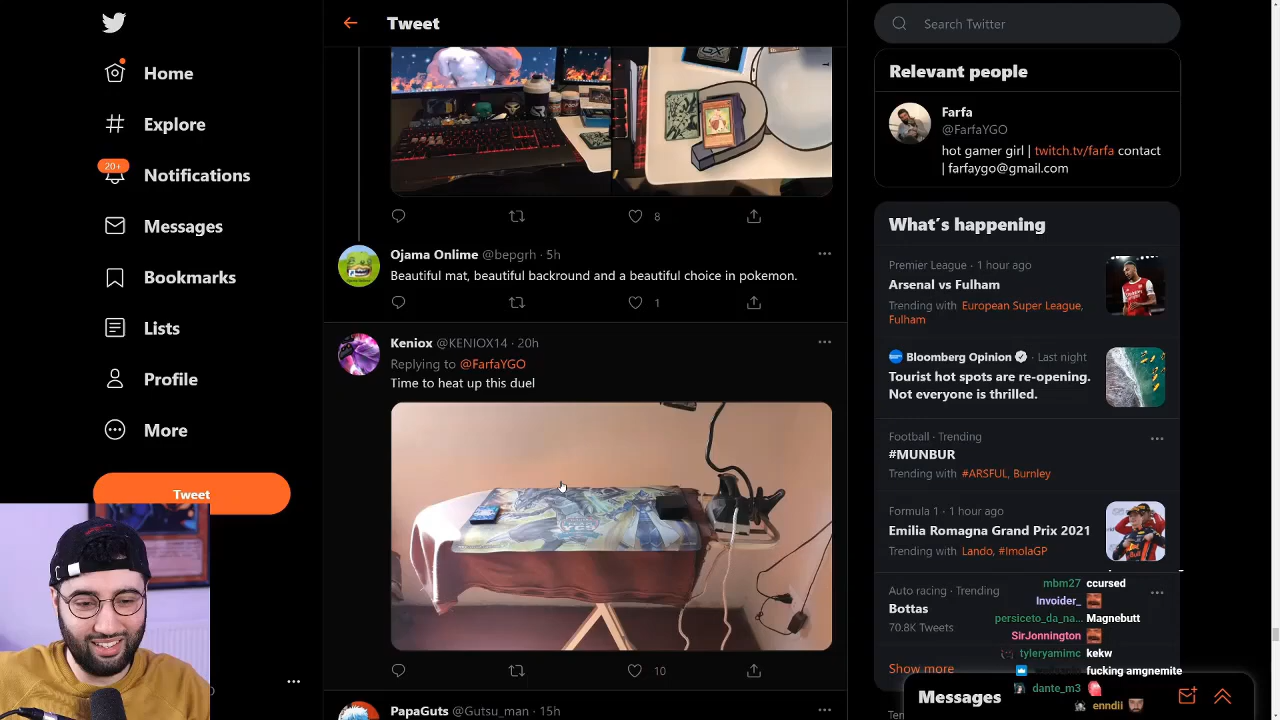 Tweet
Search Twitter
Home
Explore
20+
Notifications
Messages
Bookmarks
Lists
Profile
More
Tweet
8
Ojama Onlime @bepgrh · 5h
Beautiful mat, beautiful backround and a beautiful choice in pokemon.
1
Keniox @KENIOX14 · 20h
Replying to @FarfaYGO
Time to heat up this duel
10
PapaGuts @Gutsu_man · 15h
Relevant people
Farfa
@FarfaYGO
hot gamer girl | twitch.tv/farfa contact
| farfaygo@gmail.com
What's happening
Premier League · 1 hour ago
Arsenal vs Fulham
Trending with European Super League,
Fulham
Bloomberg Opinion · Last night
Tourist hot spots are re-opening.
Not everyone is thrilled.
Football · Trending
#MUNBUR
Trending with #ARSFUL, Burnley
Formula 1 · 1 hour ago
Emilia Romagna Grand Prix 2021
Trending with Lando, #ImolaGP
Auto racing · Trending
Bottas
70.8K Tweets
Show more
mbm27 ccursed
Invoider_
persiceto_da_na... Magnebutt
SirJonnington
tyleryamimc kekw
fucking amgnemite
dante_m3
enndii
Messages